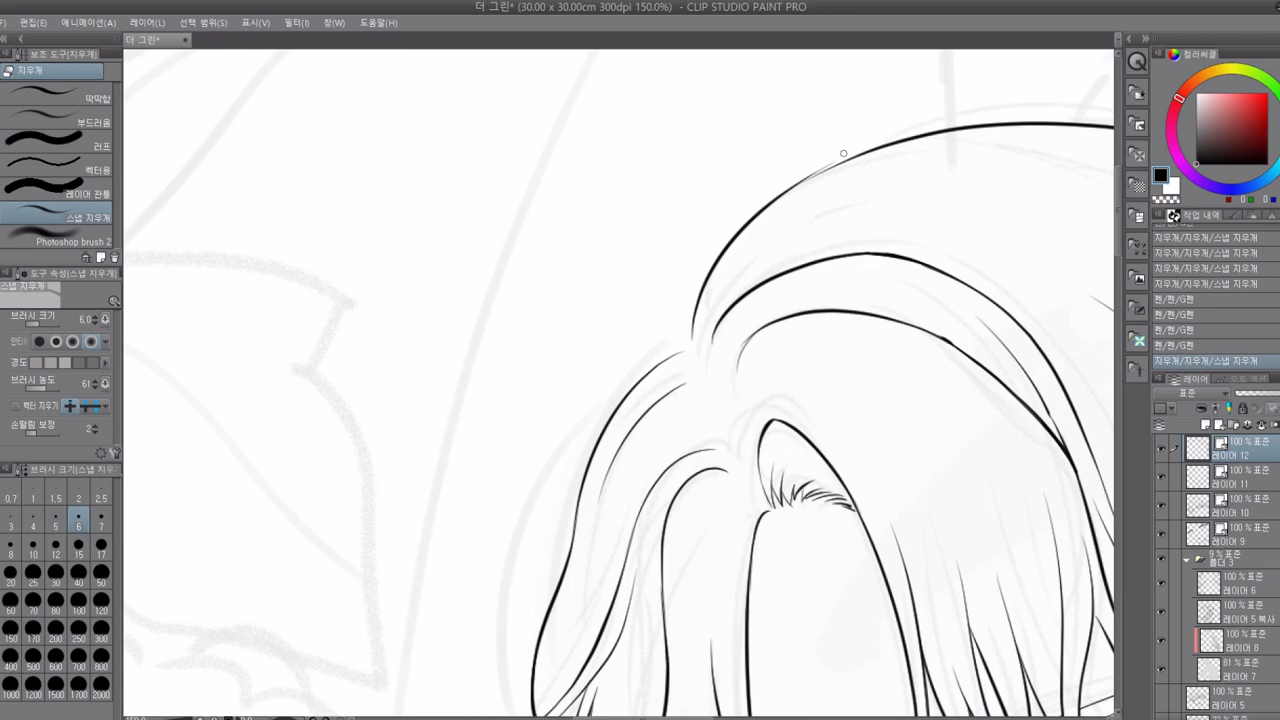 더 그린* (30.00 x 30.00cm 300dpi 150.0%) - CLIP STUDIO PAINT PRO
편집(E) 애니메이션(A) 레이어(L) 선택 범위(S) 표시(V) 필터(I) 창(W) 도움말(H)
더 그린*
보조 도구[지우개]
지우개
딱딱함
부드러움
러프
벡터용
레이어 관통
스냅 지우개
Photoshop brush 2
도구 속성[스냅 지우개]
스냅 지우개
브러시 크기 6.0
경도
브러시 농도 61
벡터 지우기
손떨림 보정 2
브러시 크기[스냅 지우
0.7 1 1.5 2 2.5
3 4 5 6 7
8 10 12 15 17
20 25 30 40 50
60 70 80 100 120
150 170 200 250 300
400 500 600 700 800
1000 1200 1500 1700 2000
컬러써클
0 0 0
작업 내역
지우개/지우개/스냅 지우개
지우개/지우개/스냅 지우개
지우개/지우개/스냅 지우개
지우개/지우개/스냅 지우개
펜/펜/G펜
펜/펜/G펜
펜/펜/G펜
펜/펜/G펜
지우개/지우개/스냅 지우개
레이어 오토 액션
표준
100 % 표준
레이어 12
100 % 표준
레이어 11
100 % 표준
레이어 10
100 % 표준
레이어 9
9 % 표준
폴더 3
100 % 표준
레이어 6
100 % 표준
레이어 5 복사
100 % 표준
레이어 8
81 % 표준
레이어 7
100 % 표준
레이어 5